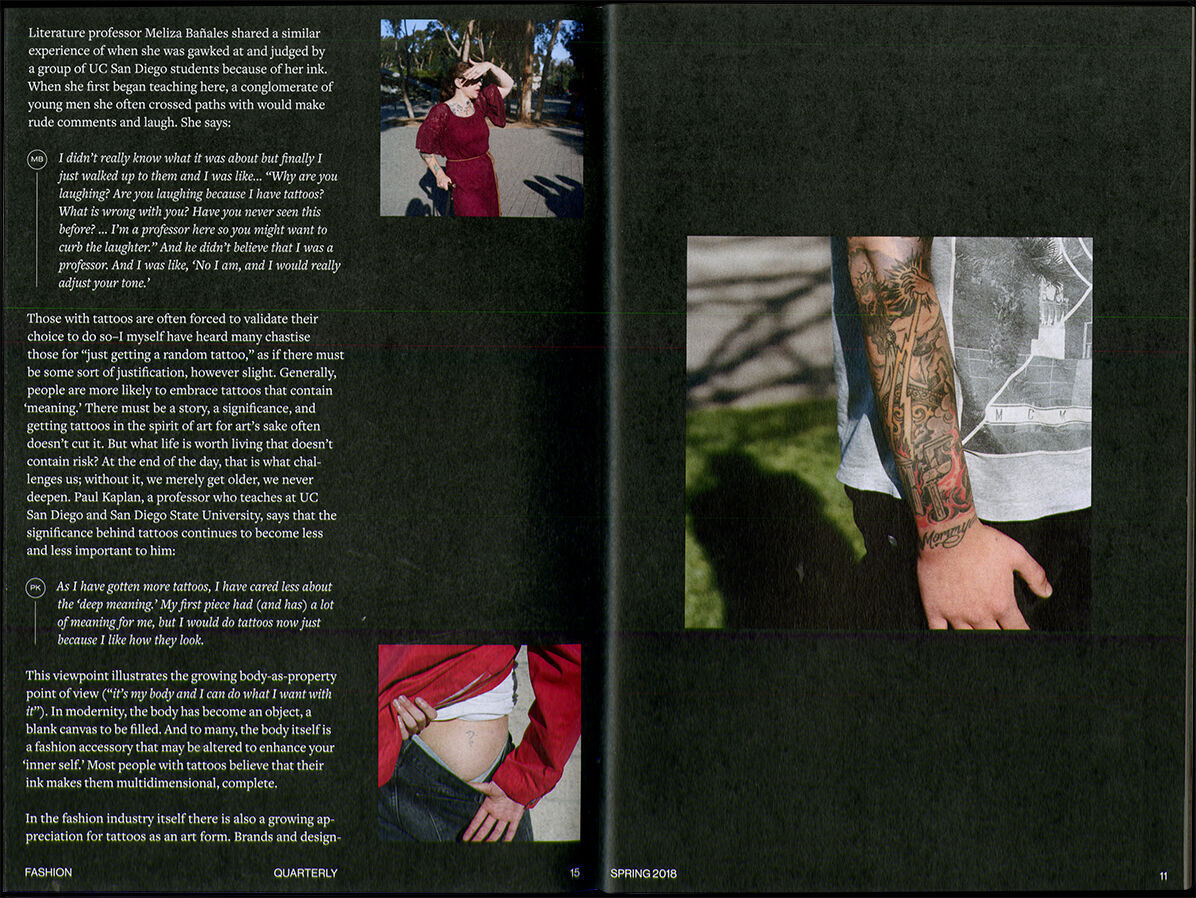 Literature professor Meliza Bañales shared a similar
experience of when she was gawked at and judged by
a group of UC San Diego students because of her ink.
When she first began teaching here, a conglomerate of
young men she often crossed paths with would make
rude comments and laugh. She says:
MB
I didn’t really know what it was about but finally I
just walked up to them and I was like... “Why are you
laughing? Are you laughing because I have tattoos?
What is wrong with you? Have you never seen this
before? ... I’m a professor here so you might want to
curb the laughter.” And he didn’t believe that I was a
professor. And I was like, ‘No I am, and I would really
adjust your tone.’
Those with tattoos are often forced to validate their
choice to do so–I myself have heard many chastise
those for “just getting a random tattoo,” as if there must
be some sort of justification, however slight. Generally,
people are more likely to embrace tattoos that contain
‘meaning.’ There must be a story, a significance, and
getting tattoos in the spirit of art for art’s sake often
doesn’t cut it. But what life is worth living that doesn’t
contain risk? At the end of the day, that is what chal-
lenges us; without it, we merely get older, we never
deepen. Paul Kaplan, a professor who teaches at UC
San Diego and San Diego State University, says that the
significance behind tattoos continues to become less
and less important to him:
PK
As I have gotten more tattoos, I have cared less about
the ‘deep meaning.’ My first piece had (and has) a lot
of meaning for me, but I would do tattoos now just
because I like how they look.
This viewpoint illustrates the growing body-as-property
point of view (“it’s my body and I can do what I want with
it”). In modernity, the body has become an object, a
blank canvas to be filled. And to many, the body itself is
a fashion accessory that may be altered to enhance your
‘inner self.’ Most people with tattoos believe that their
ink makes them multidimensional, complete.
In the fashion industry itself there is also a growing ap-
preciation for tattoos as an art form. Brands and design-
FASHION
QUARTERLY
15
M C M
SPRING 2018
11